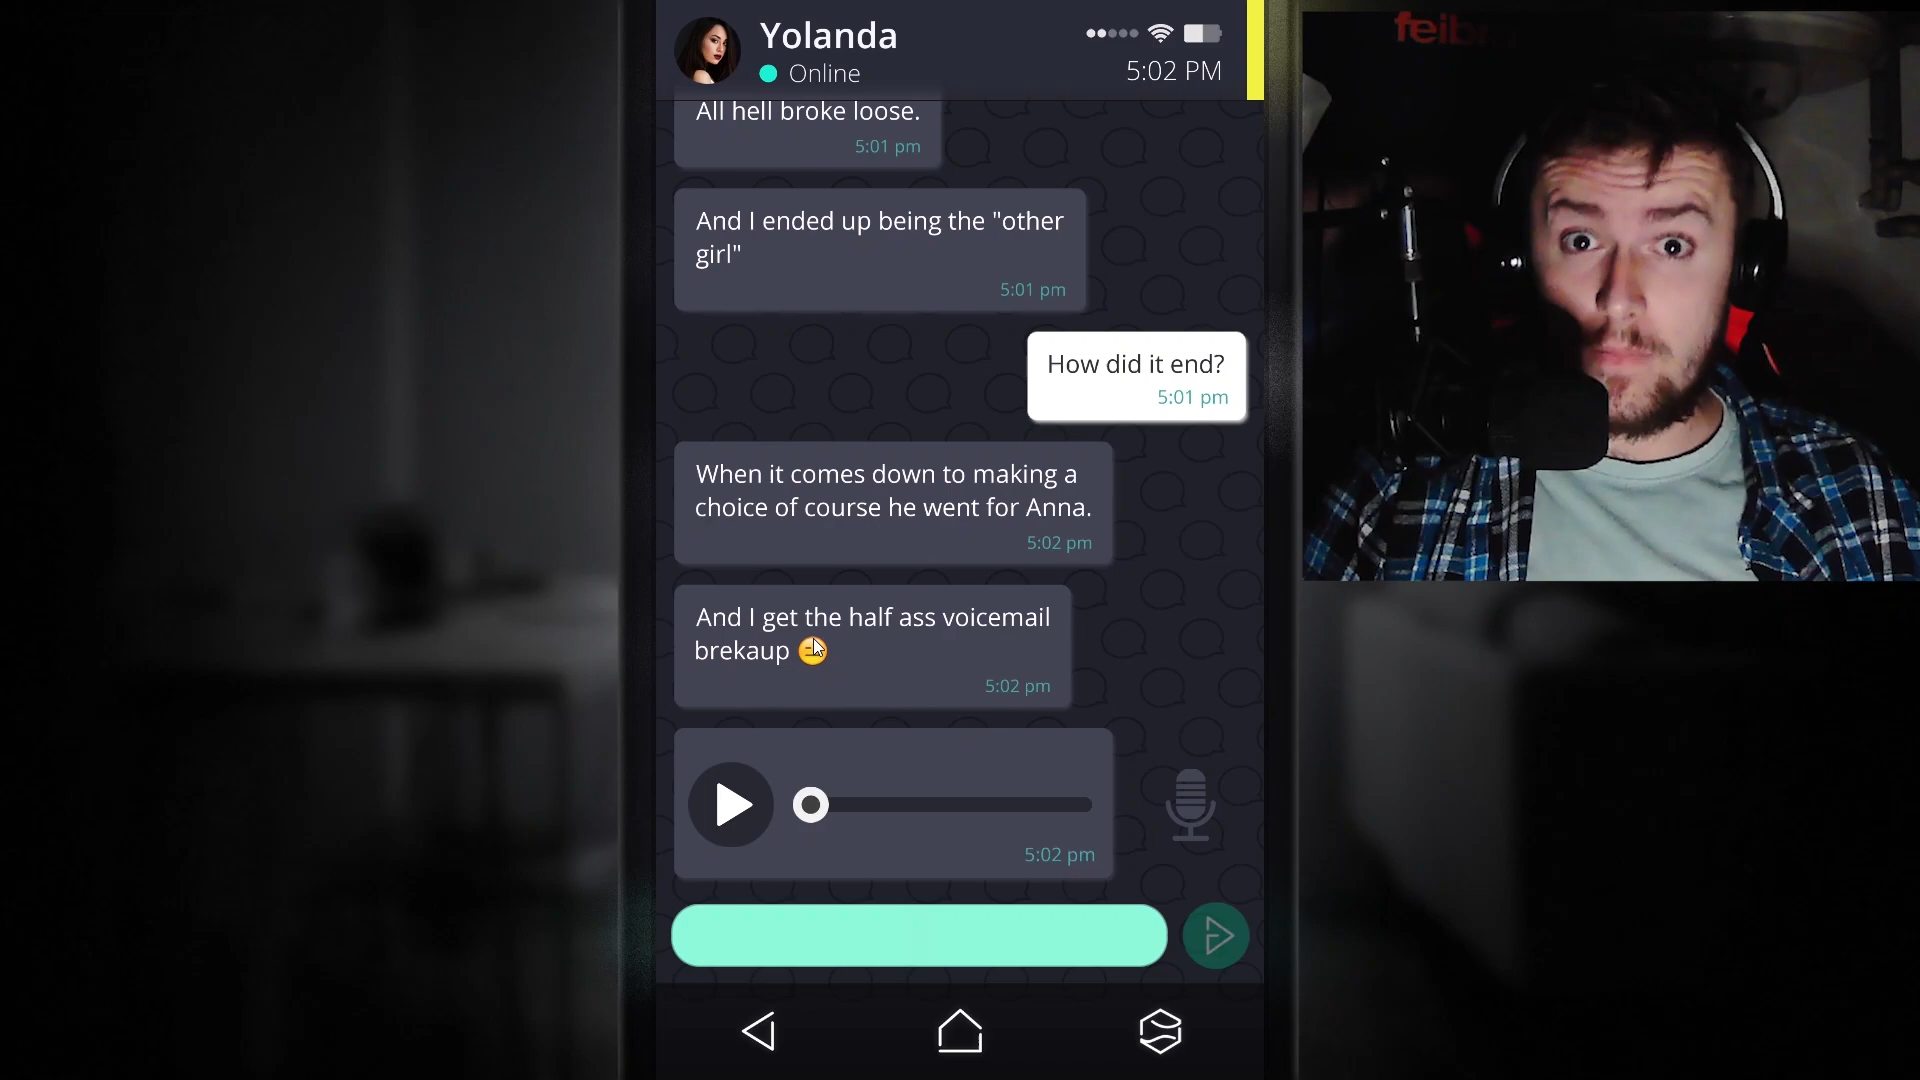 Yolanda
Online
5:02 PM
All hell broke loose.
5:01 pm
And I ended up being the "other
girl"
5:01 pm
How did it end?
5:01 pm
When it comes down to making a
choice of course he went for Anna.
5:02 pm
And I get the half ass voicemail
brekaup
5:02 pm
5:02 pm